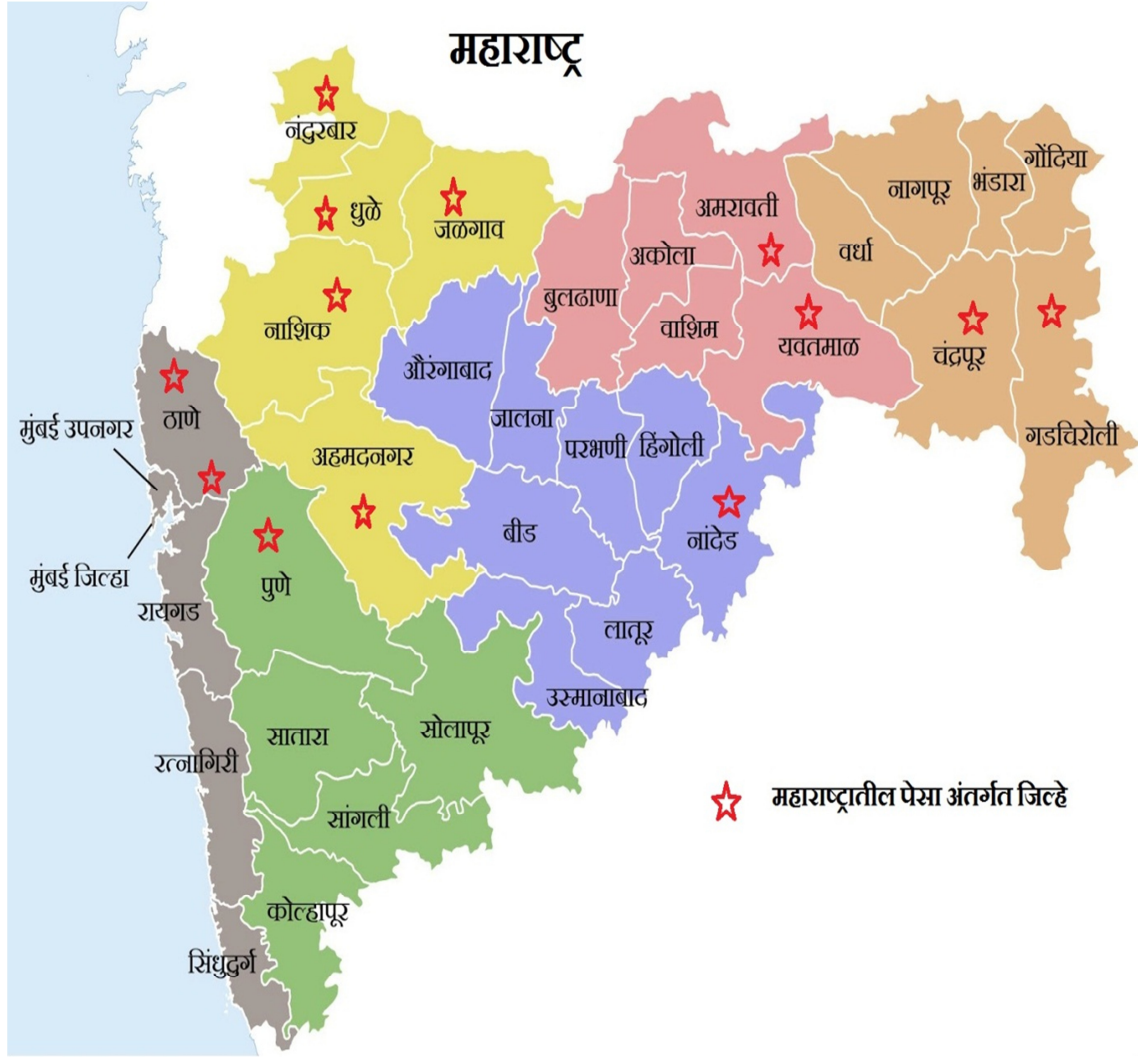 महाराष्ट्र
नंदुरबार
धुळे
जळगाव
नाशिक
अमरावती
अकोला
बुलढाणा
वाशिम
यवतमाळ
नागपूर
भंडारा
गोंदिया
वर्धा
चंद्रपूर
गडचिरोली
औरंगाबाद
जालना
परभणी
हिंगोली
नांदेड
बीड
लातूर
उस्मानाबाद
अहमदनगर
ठाणे
मुंबई उपनगर
मुंबई जिल्हा
रायगड
पुणे
सातारा
सोलापूर
रत्नागिरी
सांगली
कोल्हापूर
सिंधुदुर्ग
महाराष्ट्रातील पेसा अंतर्गत जिल्हे